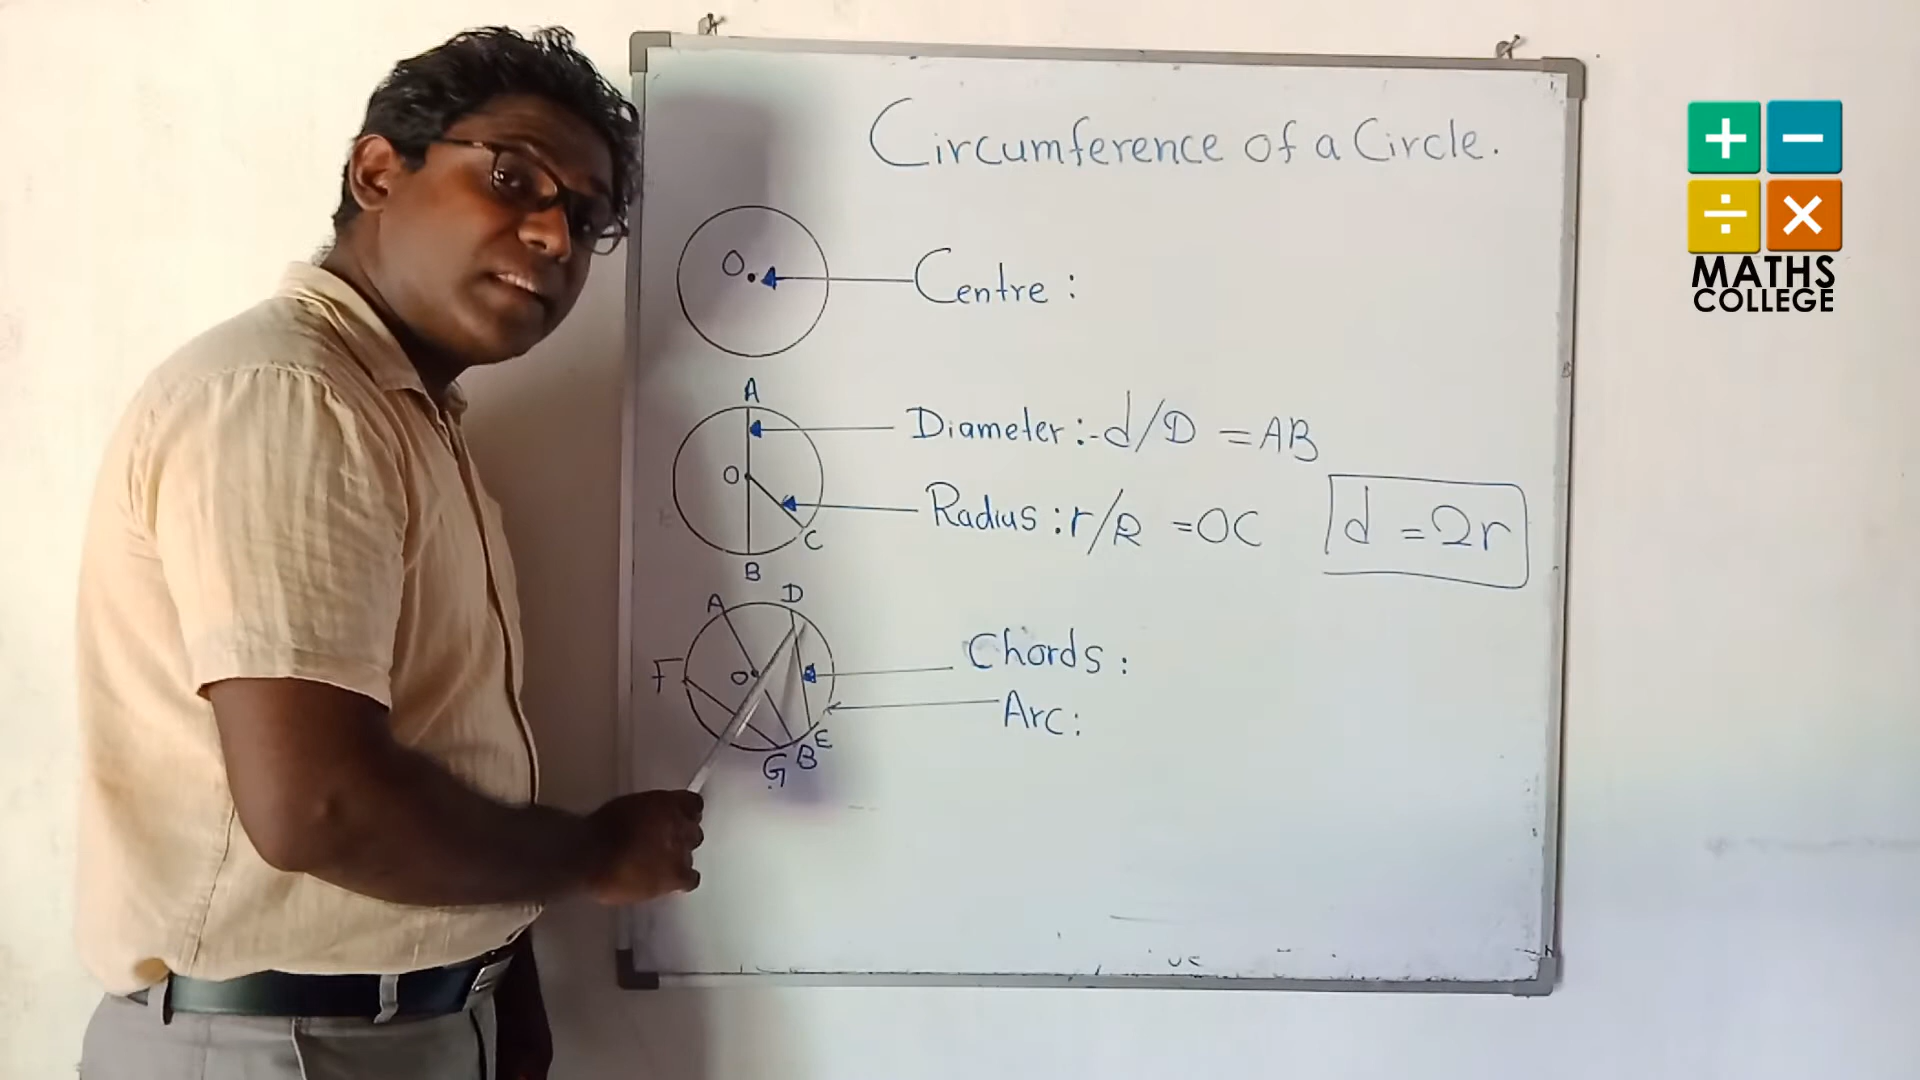 Circumference of a Circle.
O
Centre :
A
Diameter :- d/D = AB
O
Radius : r/R = OC
d = 2r
C
B
A D
F O
Chords :
Arc :
E
G B
+ −
÷ ×
MATHS
COLLEGE